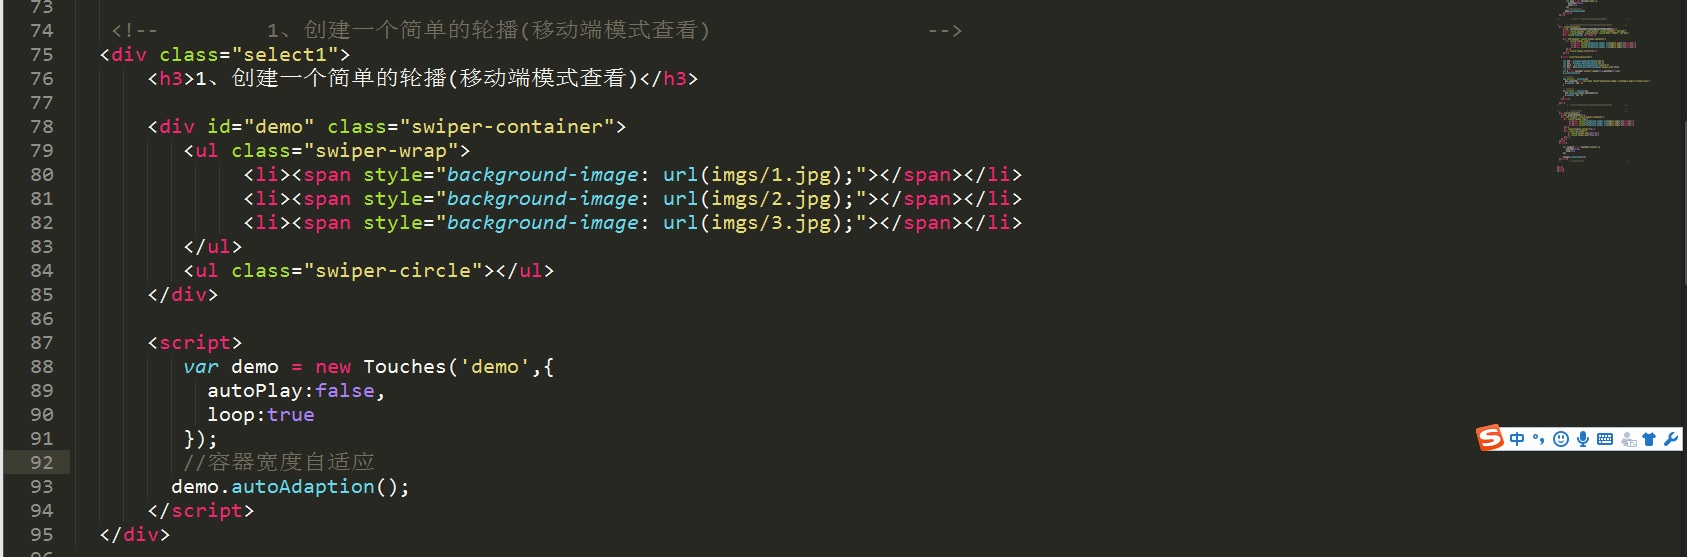 73
74 <!-- 1、创建一个简单的轮播(移动端模式查看) -->
75 <div class="select1">
76 <h3>1、创建一个简单的轮播(移动端模式查看)</h3>
77
78 <div id="demo" class="swiper-container">
79 <ul class="swiper-wrap">
80 <li><span style="background-image: url(imgs/1.jpg);"></span></li>
81 <li><span style="background-image: url(imgs/2.jpg);"></span></li>
82 <li><span style="background-image: url(imgs/3.jpg);"></span></li>
83 </ul>
84 <ul class="swiper-circle"></ul>
85 </div>
86
87 <script>
88 var demo = new Touches('demo',{
89 autoPlay:false,
90 loop:true
91 });
92 //容器宽度自适应
93 demo.autoAdaption();
94 </script>
95 </div>
96
中